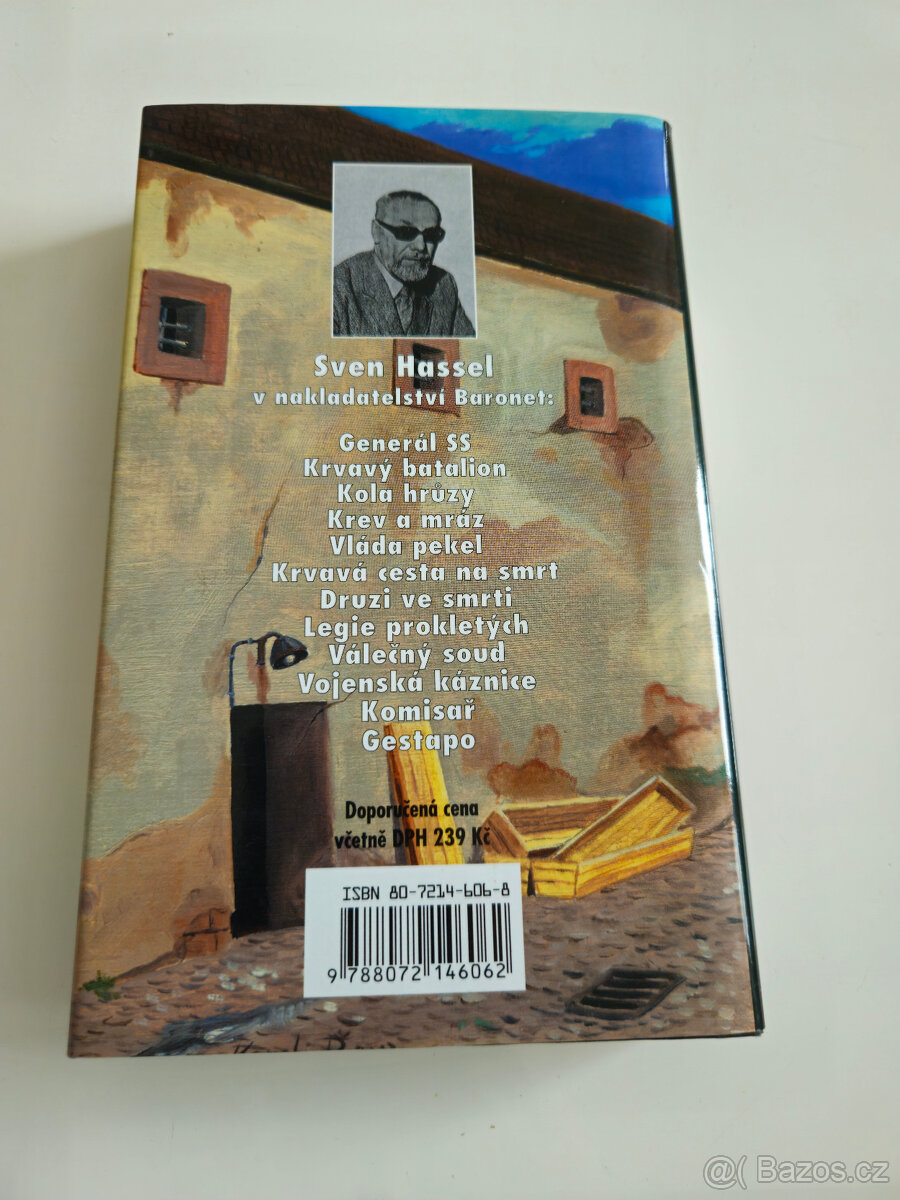 Sven Hassel
v nakladatelství Baronet:
Generál SS
Krvavý batalion
Kola hrůzy
Krev a mráz
Vláda pekel
Krvavá cesta na smrt
Druzi ve smrti
Legie prokletých
Válečný soud
Vojenská káznice
Komisař
Gestapo
Doporučená cena
včetně DPH 239 Kč
ISBN 80-7214-606-8
9 788072 146062
@ Bazos.cz